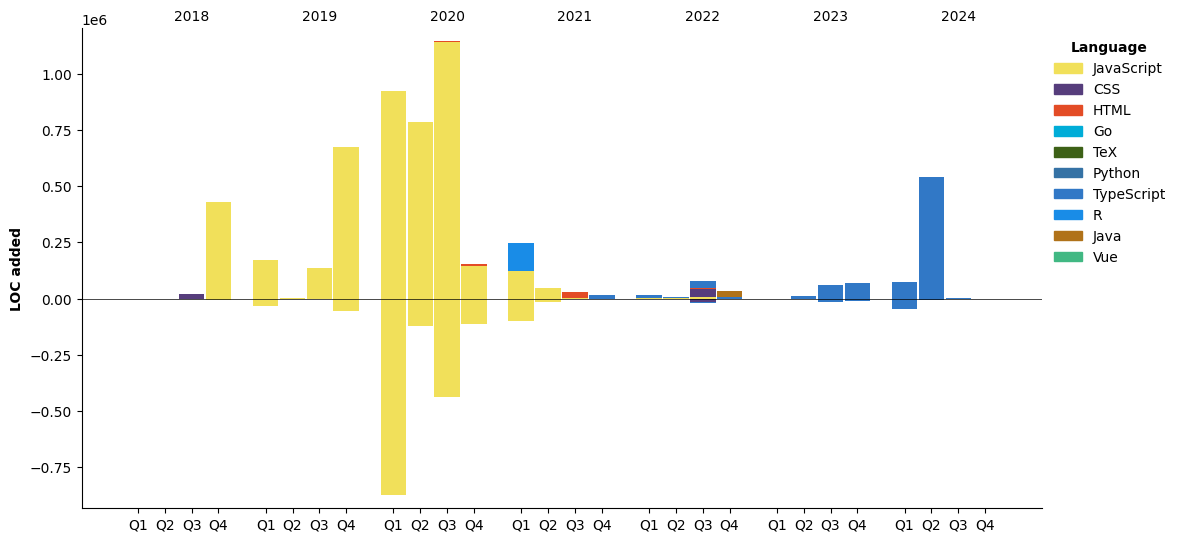 2018 2019 2020 2021 2022 2023 2024
1e6
Language
JavaScript
CSS
HTML
Go
TeX
Python
TypeScript
R
Java
Vue
LOC added
1.00
0.75
0.50
0.25
0.00
−0.25
−0.50
−0.75
Q1 Q2 Q3 Q4 Q1 Q2 Q3 Q4 Q1 Q2 Q3 Q4 Q1 Q2 Q3 Q4 Q1 Q2 Q3 Q4 Q1 Q2 Q3 Q4 Q1 Q2 Q3 Q4